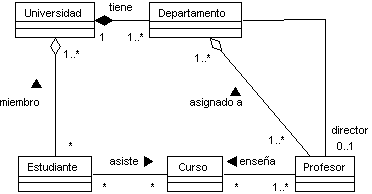 Universidad
tiene
Departamento
1
1..*
1..*
1..*
miembro
asignado a
director
*
1..*
0..1
asiste
enseña
Estudiante
Curso
Profesor
*
*
*
1..*